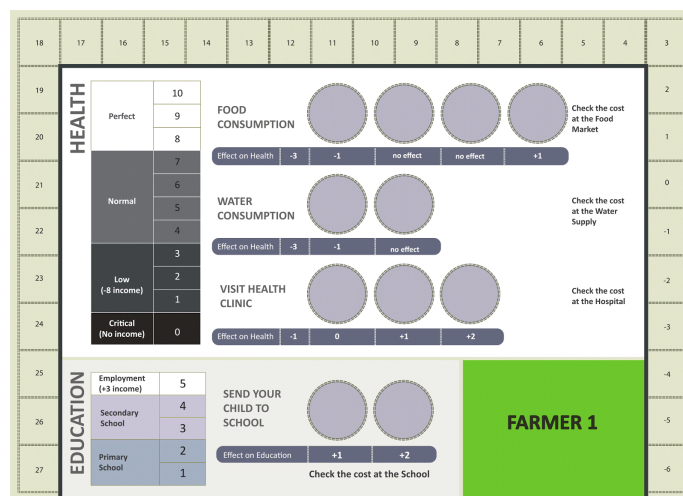 18 17 16 15 14 13 12 11 10 9 8 7 6 5 4 3
19
20
21
22
23
24
25
26
27
2
1
0
-1
-2
-3
-4
-5
-6
HEALTH
Perfect
10
9
8
Normal
7
6
5
4
Low
(-8 income)
3
2
1
Critical
(No income)
0
FOOD
CONSUMPTION
Check the cost
at the Food
Market
Effect on Health -3 -1 no effect no effect +1
WATER
CONSUMPTION
Check the cost
at the Water
Supply
Effect on Health -3 -1 no effect
VISIT HEALTH
CLINIC
Check the cost
at the Hospital
Effect on Health -1 0 +1 +2
EDUCATION
Employment
(+3 income)
5
Secondary
School
4
3
Primary
School
2
1
SEND YOUR
CHILD TO
SCHOOL
Effect on Education +1 +2
Check the cost at the School
FARMER 1